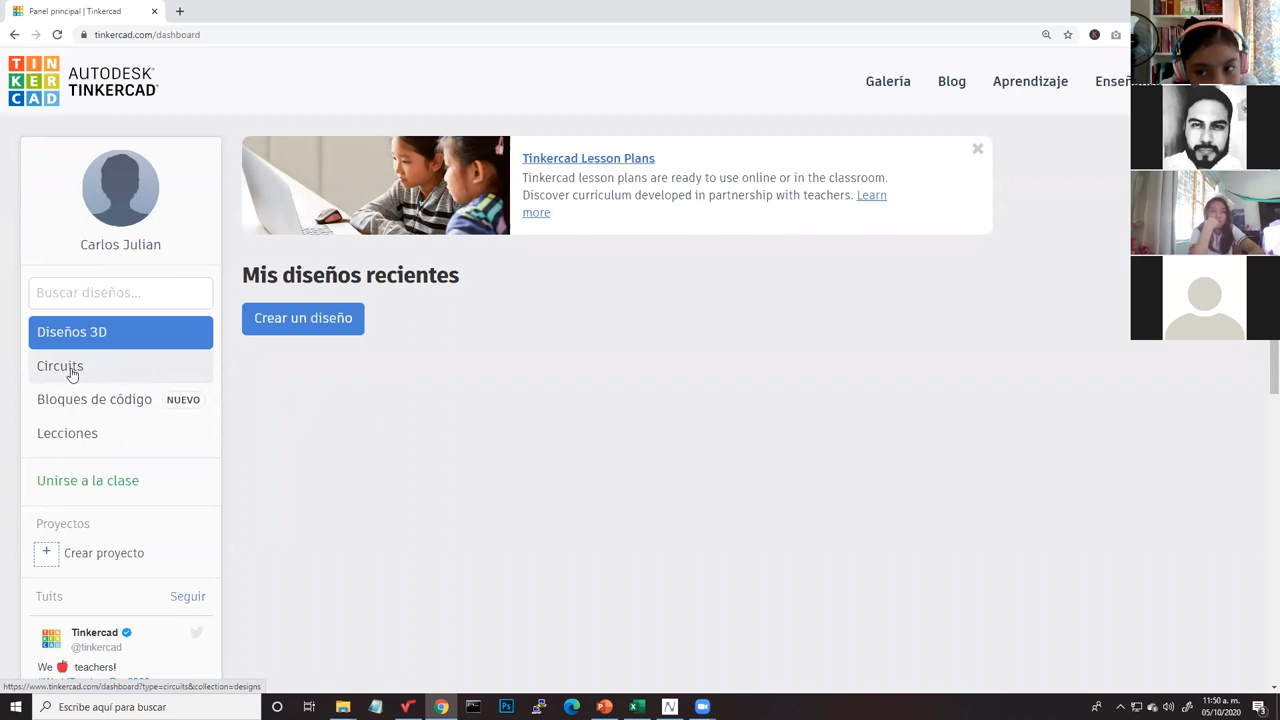 Panel principal | Tinkercad
tinkercad.com/dashboard
TIN
KER
CAD
AUTODESK
TINKERCAD
Galería
Blog
Aprendizaje
Carlos Julian
Buscar diseños...
Diseños 3D
Circuits
Bloques de código
NUEVO
Lecciones
Unirse a la clase
Proyectos
+ Crear proyecto
Tuits
Seguir
Tinkercad
@tinkercad
We 🍎 teachers!
Tinkercad Lesson Plans
Tinkercad lesson plans are ready to use online or in the classroom.
Discover curriculum developed in partnership with teachers. Learn
more
Mis diseños recientes
Crear un diseño
https://www.tinkercad.com/dashboard?type=circuits&collection=designs
Escribe aquí para buscar
11:50 a. m.
05/10/2020